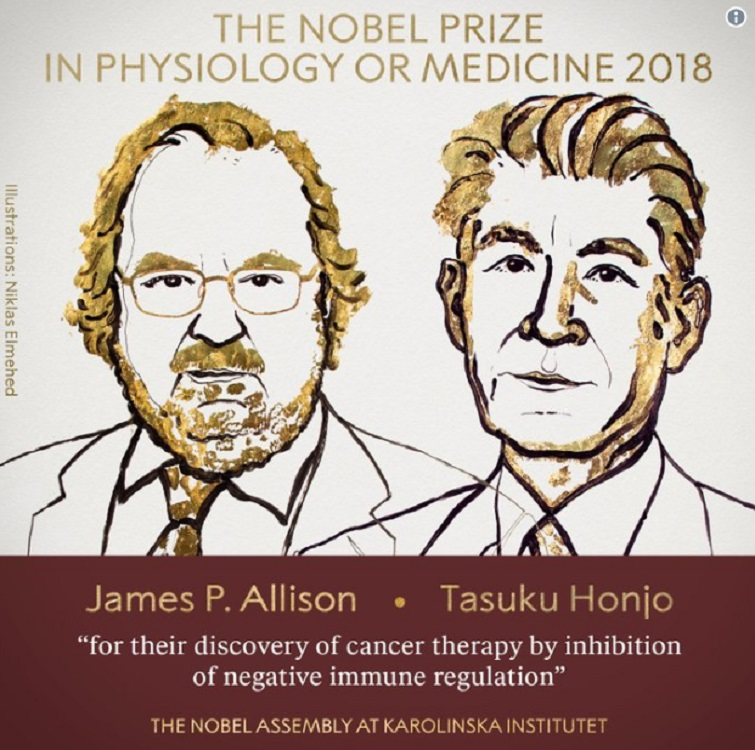 THE NOBEL PRIZE
IN PHYSIOLOGY OR MEDICINE 2018
Illustrations: Niklas Elmehed
James P. Allison • Tasuku Honjo
“for their discovery of cancer therapy by inhibition
of negative immune regulation”
THE NOBEL ASSEMBLY AT KAROLINSKA INSTITUTET